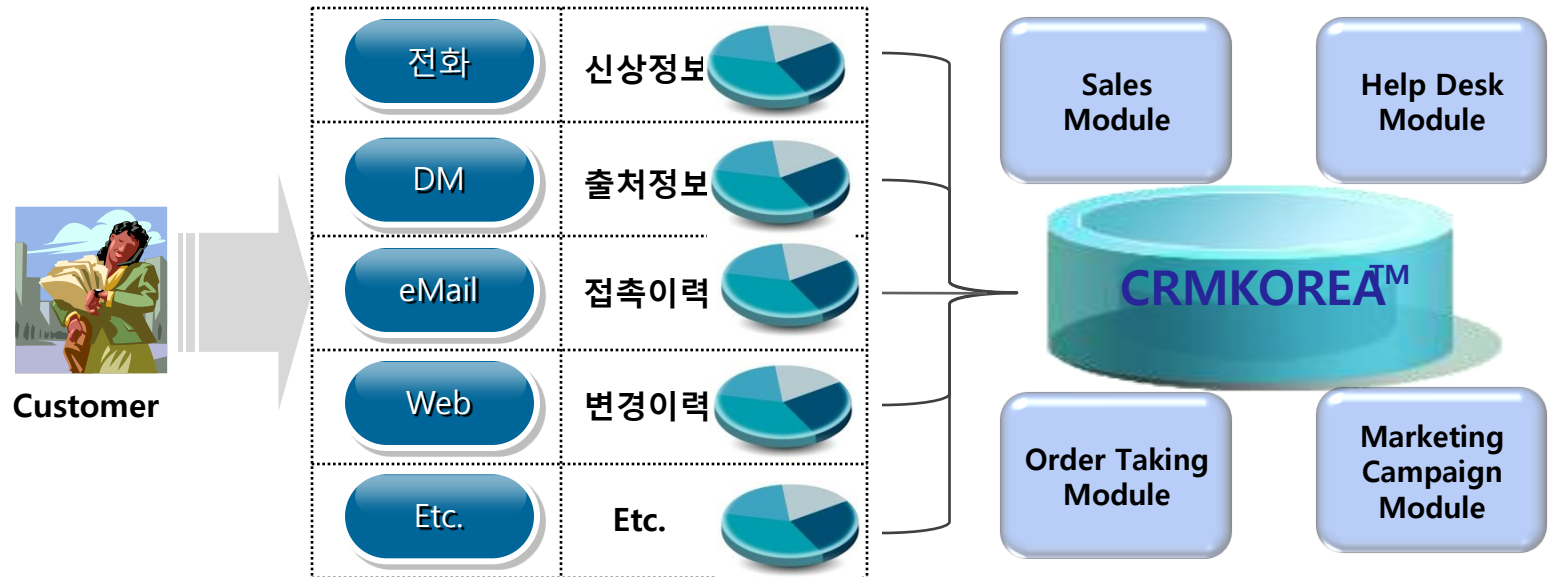 전화
신상정보
DM
출처정보
eMail
접촉이력
Web
변경이력
Etc.
Etc.
Customer
Sales
Module
Help Desk
Module
CRMKOREA™
Order Taking
Module
Marketing
Campaign
Module